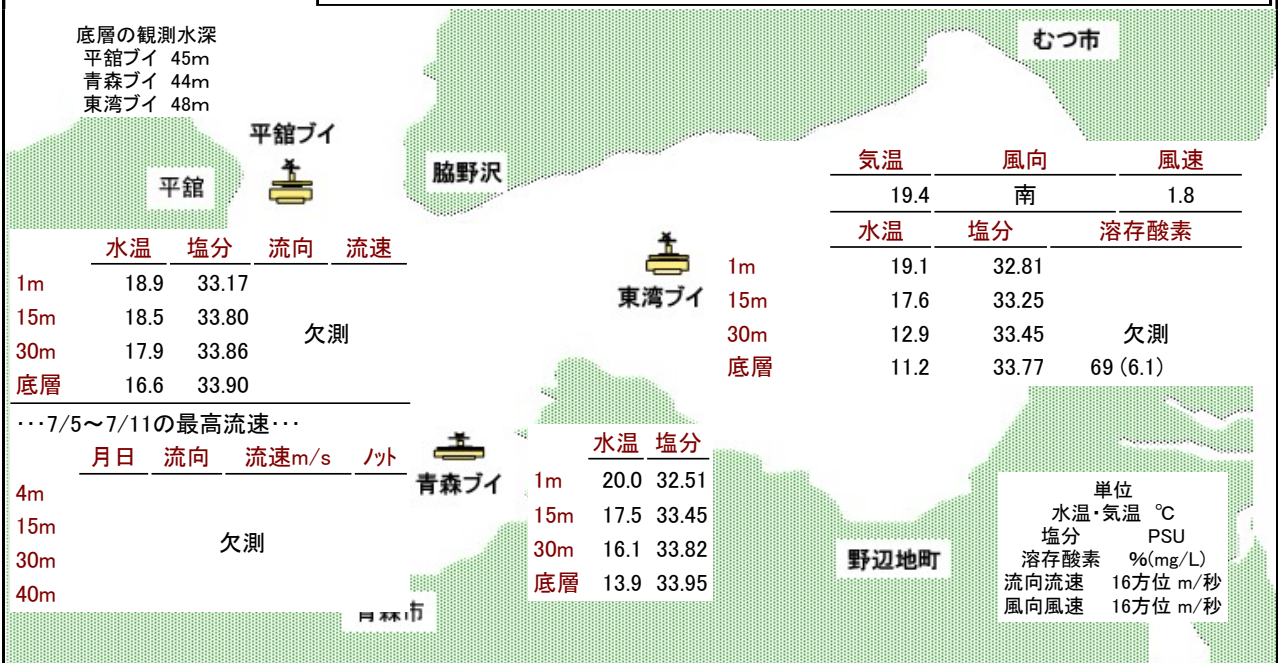 底層の観測水深
平舘ブイ 45m
青森ブイ 44m
東湾ブイ 48m
むつ市
平舘ブイ
平舘
脇野沢
気温 風向 風速
19.4 南 1.8
水温 塩分 溶存酸素
1m 19.1 32.81
15m 17.6 33.25
30m 12.9 33.45 欠測
底層 11.2 33.77 69 (6.1)
東湾ブイ
水温 塩分 流向 流速
1m 18.9 33.17
15m 18.5 33.80
欠測
30m 17.9 33.86
底層 16.6 33.90
･･･7/5～7/11の最高流速･･･
月日 流向 流速m/s ﾉｯﾄ
4m
15m
欠測
30m
40m
青森ブイ
水温 塩分
1m 20.0 32.51
15m 17.5 33.45
30m 16.1 33.82
底層 13.9 33.95
青森市
野辺地町
単位
水温･気温 ℃
塩分 PSU
溶存酸素 %(mg/L)
流向流速 16方位 m/秒
風向風速 16方位 m/秒